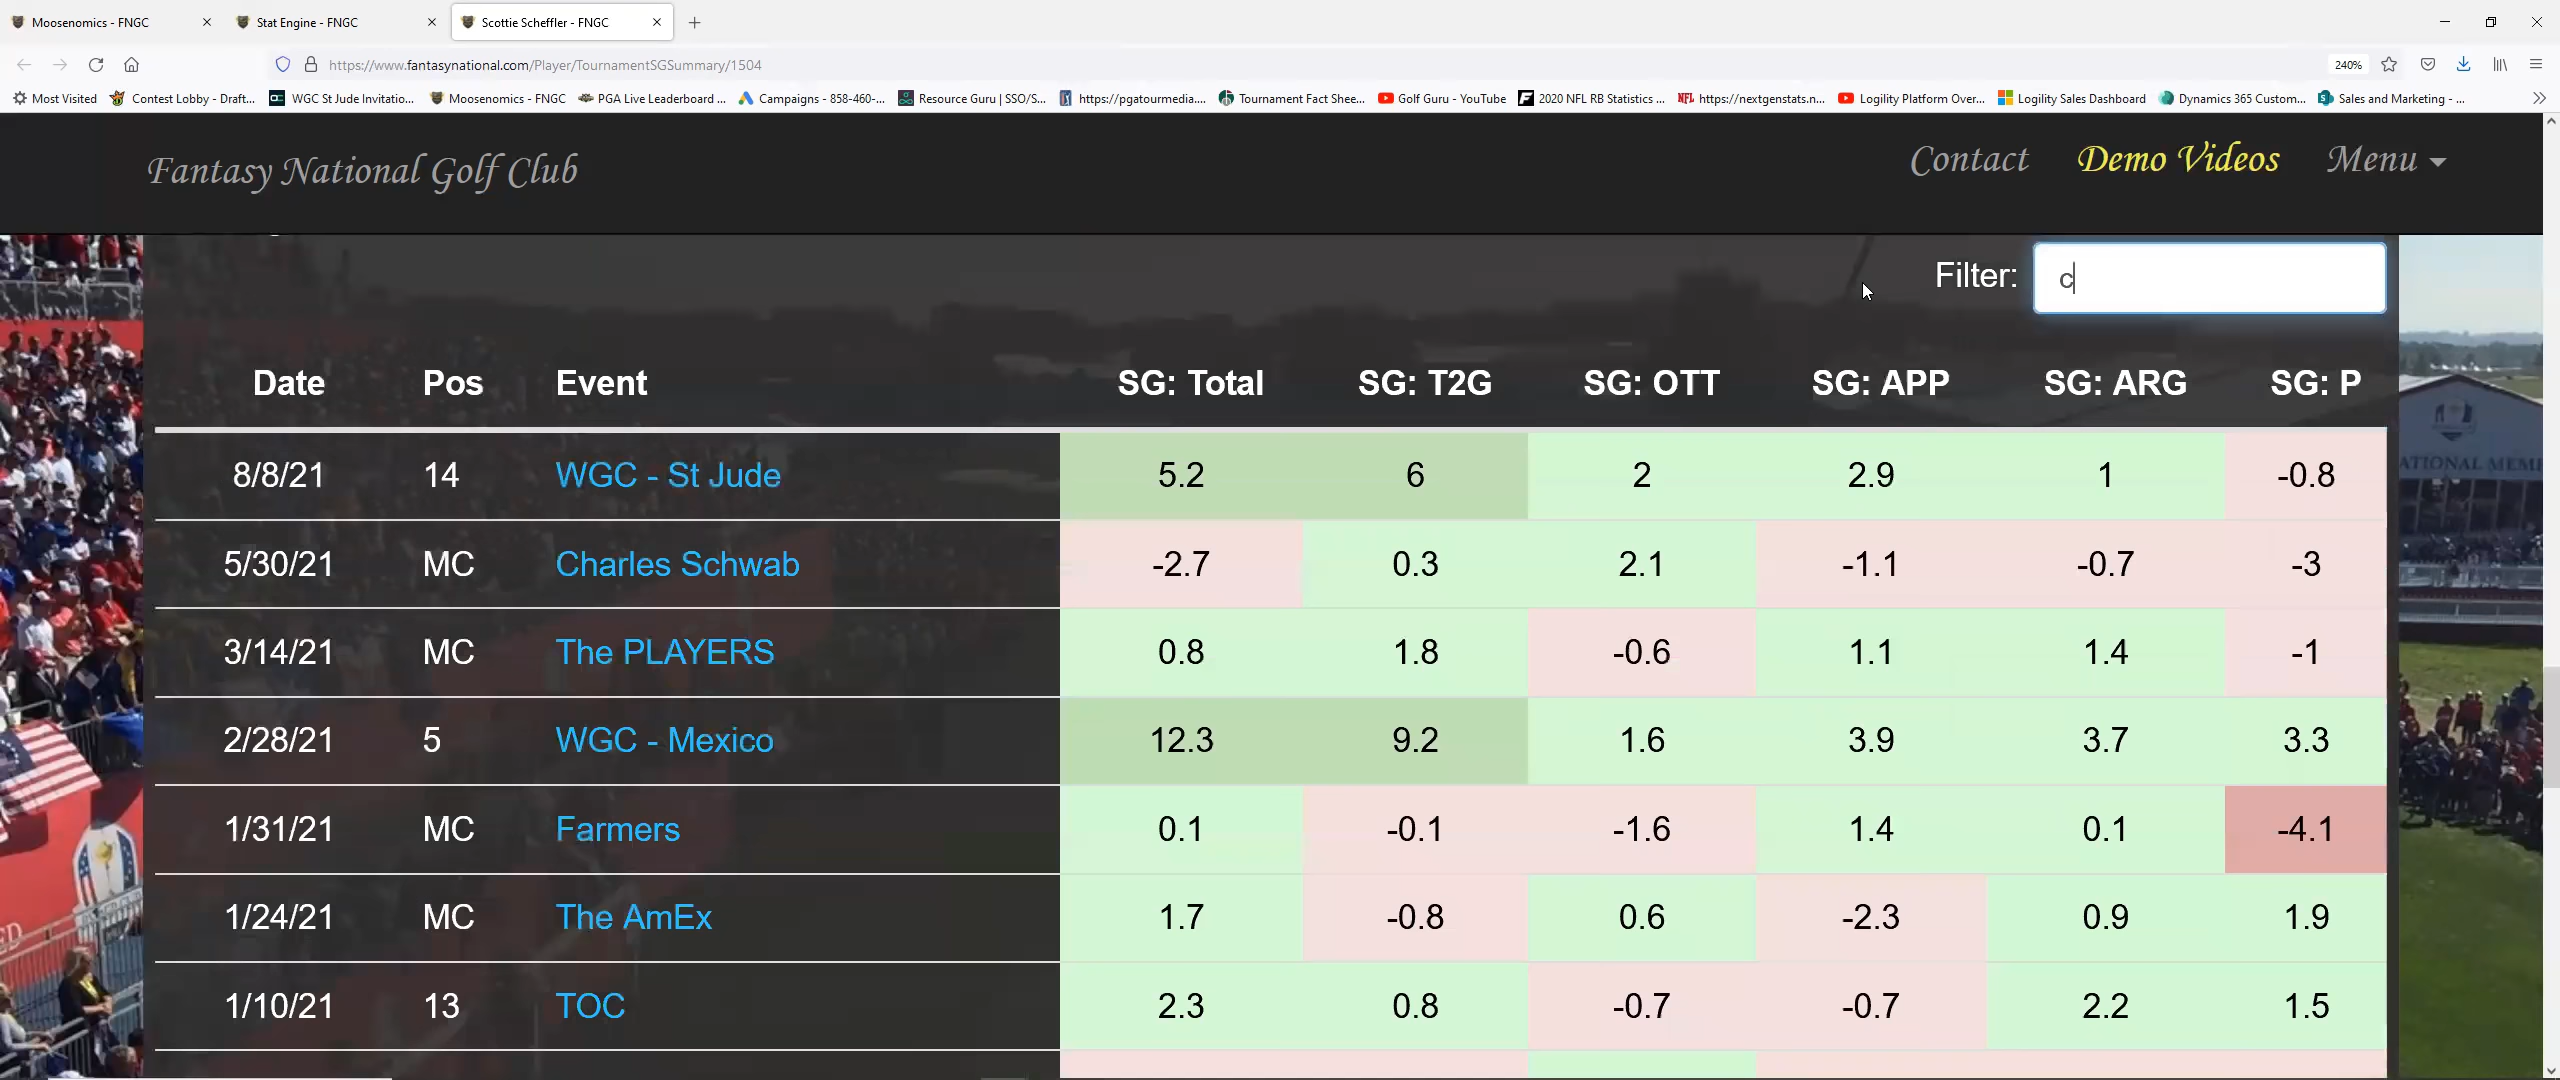 Moosenomics - FNGC
Stat Engine - FNGC
Scottie Scheffler - FNGC
https://www.fantasynational.com/Player/TournamentSGSummary/1504
240%
Most Visited
Contest Lobby - Draft...
WGC St Jude Invitatio...
Moosenomics - FNGC
PGA Live Leaderboard ...
Campaigns - 858-460-...
Resource Guru | SSO/S...
https://pgatourmedia....
Tournament Fact Shee...
Golf Guru - YouTube
2020 NFL RB Statistics ...
https://nextgenstats.n...
Logility Platform Over...
Logility Sales Dashboard
Dynamics 365 Custom...
Sales and Marketing - ...
Fantasy National Golf Club
Contact Demo Videos Menu
Filter: c
Date Pos Event SG: Total SG: T2G SG: OTT SG: APP SG: ARG SG: P
8/8/21 14 WGC - St Jude 5.2 6 2 2.9 1 -0.8
5/30/21 MC Charles Schwab -2.7 0.3 2.1 -1.1 -0.7 -3
3/14/21 MC The PLAYERS 0.8 1.8 -0.6 1.1 1.4 -1
2/28/21 5 WGC - Mexico 12.3 9.2 1.6 3.9 3.7 3.3
1/31/21 MC Farmers 0.1 -0.1 -1.6 1.4 0.1 -4.1
1/24/21 MC The AmEx 1.7 -0.8 0.6 -2.3 0.9 1.9
1/10/21 13 TOC 2.3 0.8 -0.7 -0.7 2.2 1.5